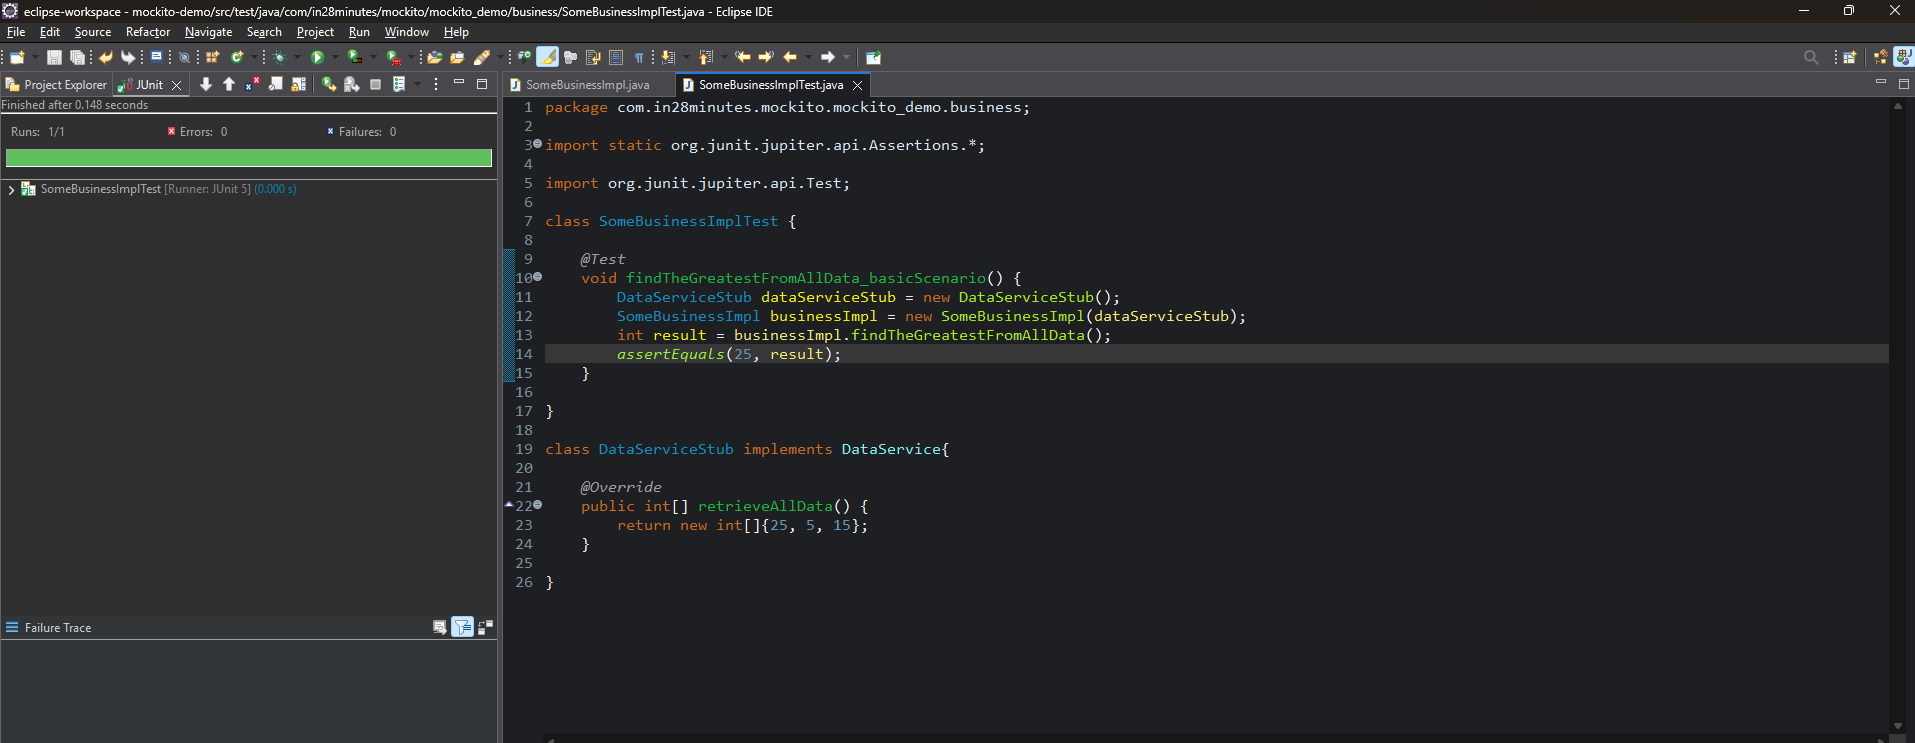 eclipse-workspace - mockito-demo/src/test/java/com/in28minutes/mockito/mockito_demo/business/SomeBusinessImplTest.java - Eclipse IDE
File Edit Source Refactor Navigate Search Project Run Window Help
Project Explorer JUnit
SomeBusinessImpl.java SomeBusinessImplTest.java
Finished after 0.148 seconds
Runs: 1/1 Errors: 0 Failures: 0
SomeBusinessImplTest [Runner: JUnit 5] (0.000 s)
Failure Trace
1 package com.in28minutes.mockito.mockito_demo.business;
2
3 import static org.junit.jupiter.api.Assertions.*;
4
5 import org.junit.jupiter.api.Test;
6
7 class SomeBusinessImplTest {
8
9     @Test
10     void findTheGreatestFromAllData_basicScenario() {
11         DataServiceStub dataServiceStub = new DataServiceStub();
12         SomeBusinessImpl businessImpl = new SomeBusinessImpl(dataServiceStub);
13         int result = businessImpl.findTheGreatestFromAllData();
14         assertEquals(25, result);
15     }
16
17 }
18
19 class DataServiceStub implements DataService{
20
21     @Override
22     public int[] retrieveAllData() {
23         return new int[]{25, 5, 15};
24     }
25
26 }